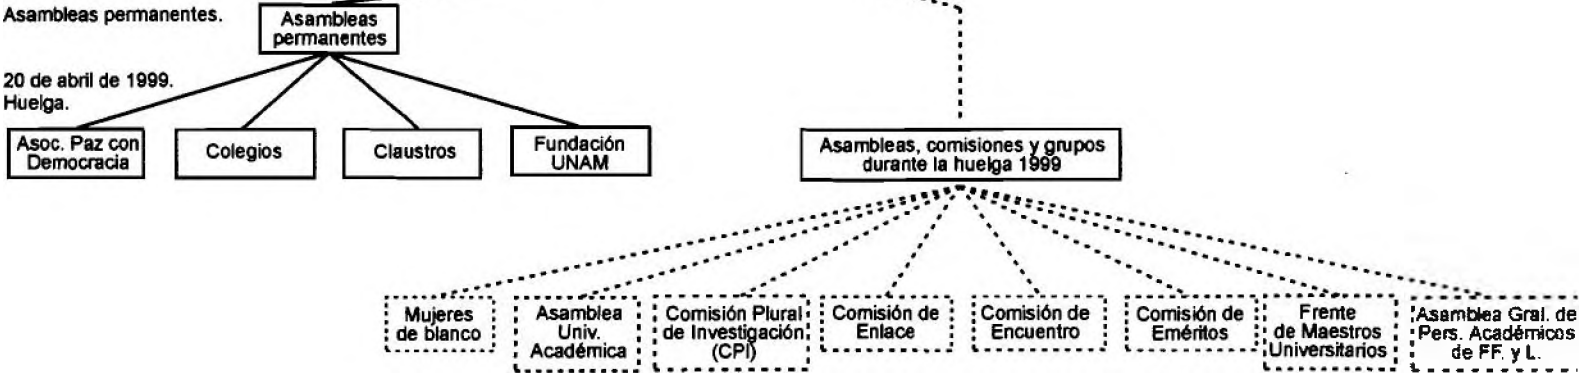 Asambleas permanentes.
Asambleas
permanentes
20 de abril de 1999.
Huelga.
Asoc. Paz con
Democracia
Colegios
Claustros
Fundación
UNAM
Asambleas, comisiones y grupos
durante la huelga 1999
Mujeres
de blanco
Asamblea
Univ.
Académica
Comisión Plural
de Investigación
(CPI)
Comisión de
Enlace
Comisión de
Encuentro
Comisión de
Eméritos
Frente
de Maestros
Universitarios
Asamblea Gral. de
Pers. Académicos
de FF. y L.